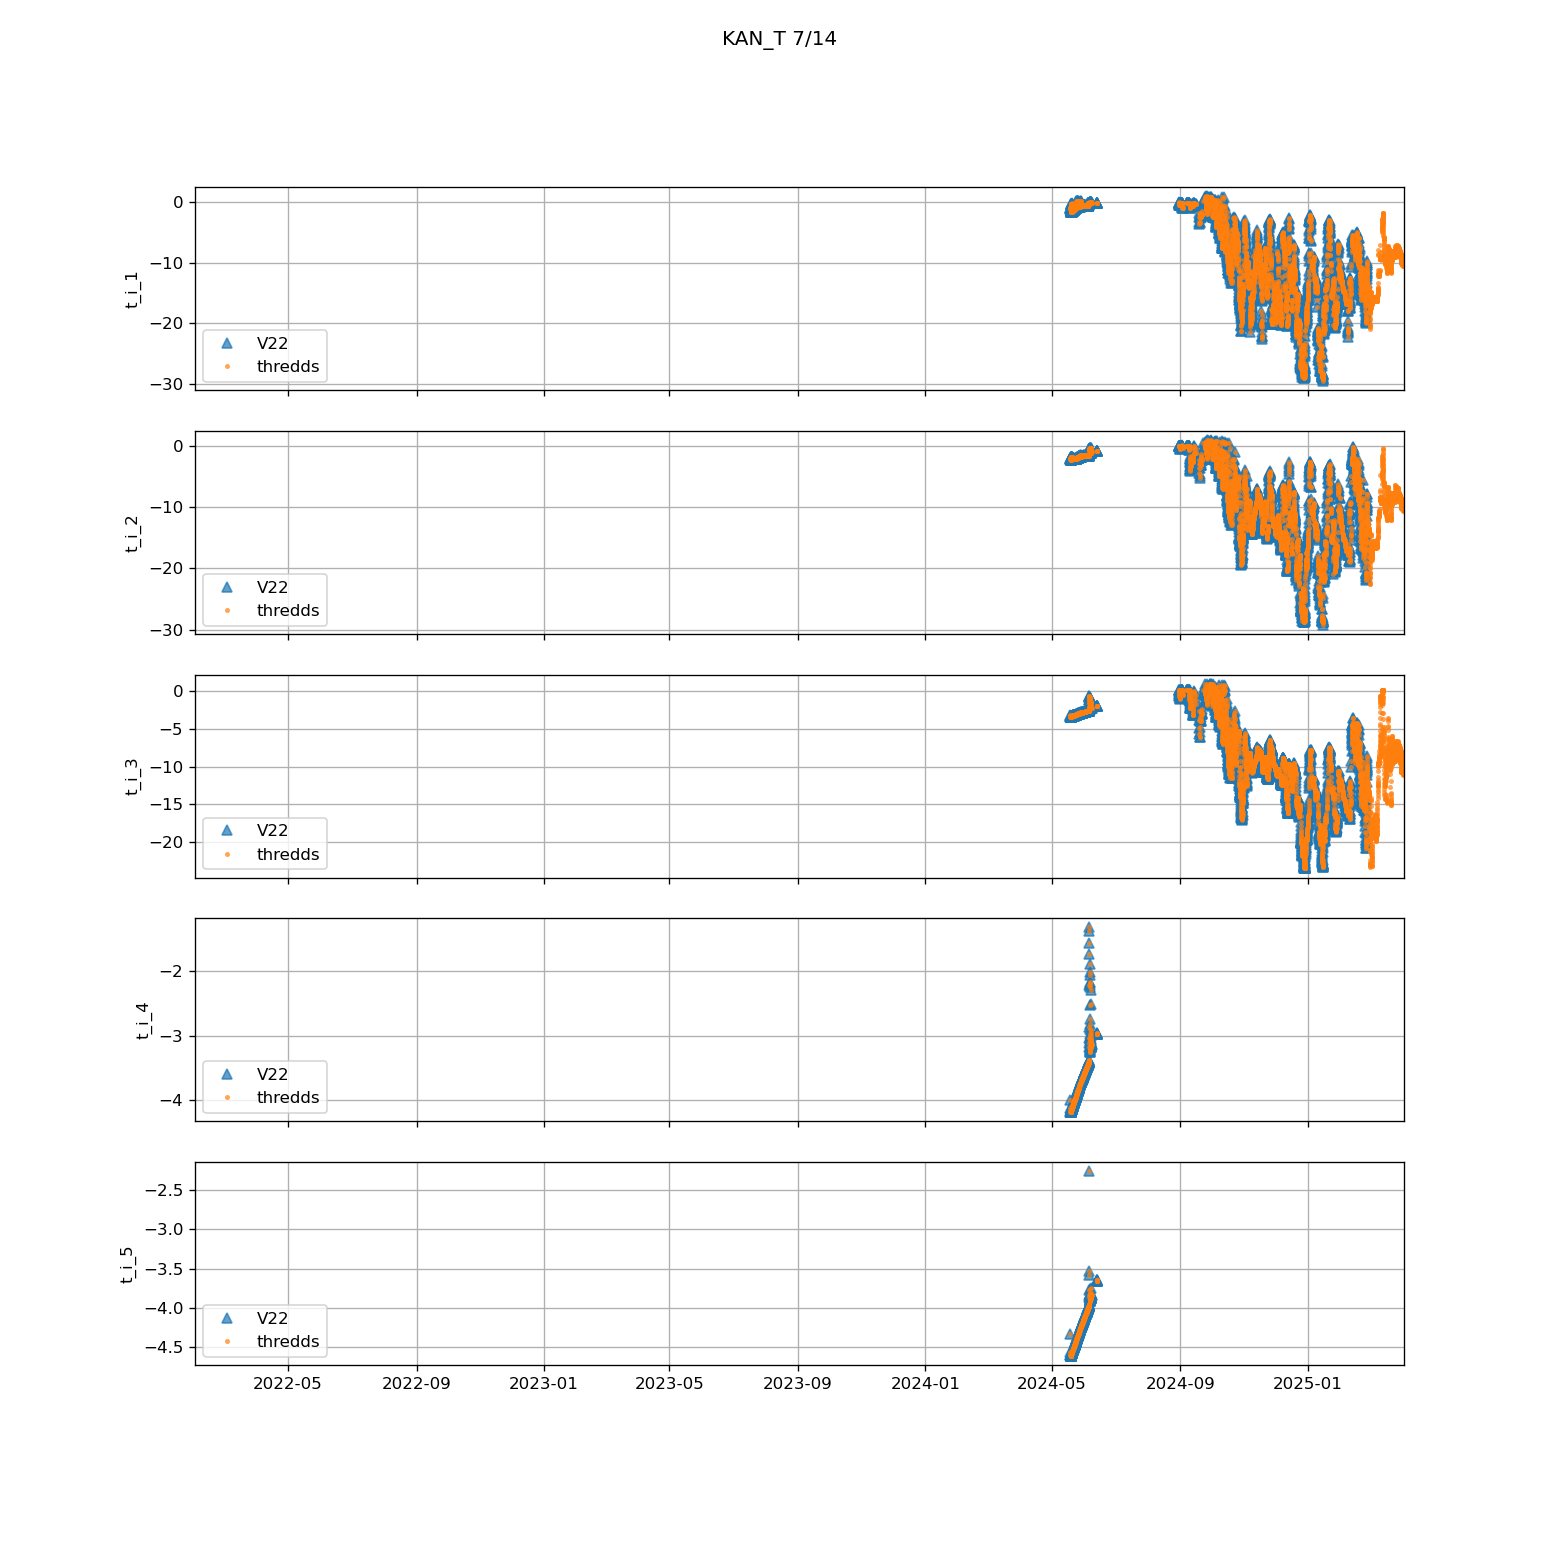 KAN_T 7/14
0
−10
−20
−30
t_i_1
V22
thredds
0
−10
−20
−30
t_i_2
V22
thredds
0
−5
−10
−15
−20
t_i_3
V22
thredds
−2
−3
−4
t_i_4
V22
thredds
−2.5
−3.0
−3.5
−4.0
−4.5
t_i_5
V22
thredds
2022-05 2022-09 2023-01 2023-05 2023-09 2024-01 2024-05 2024-09 2025-01